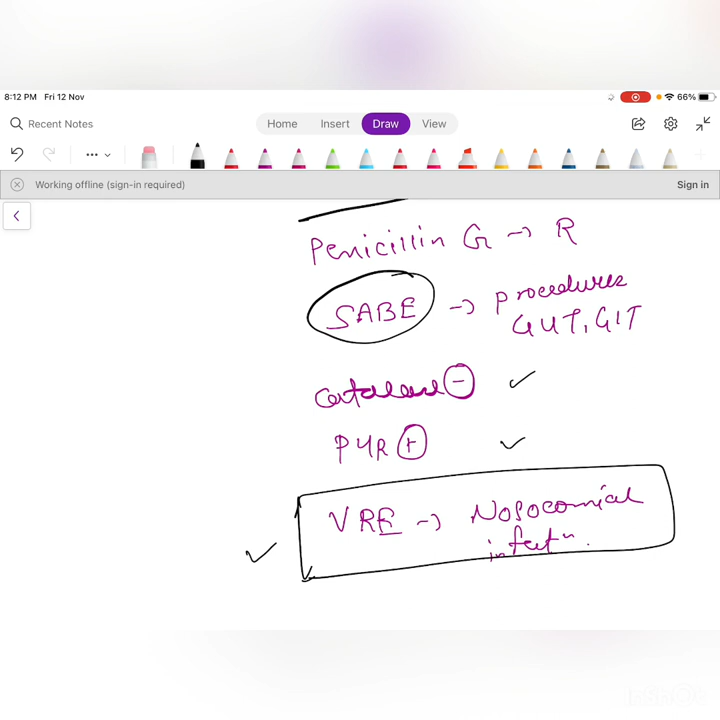 8:12 PM Fri 12 Nov
66%
Recent Notes
Home Insert Draw View
Working offline (sign-in required)
Sign in
Penicillin G → R
SABE → procedures
GUT, GIT
Catalase ⊖ ✓
PYR ⊕ ✓
VRE → Nosocomial
infectⁿ.